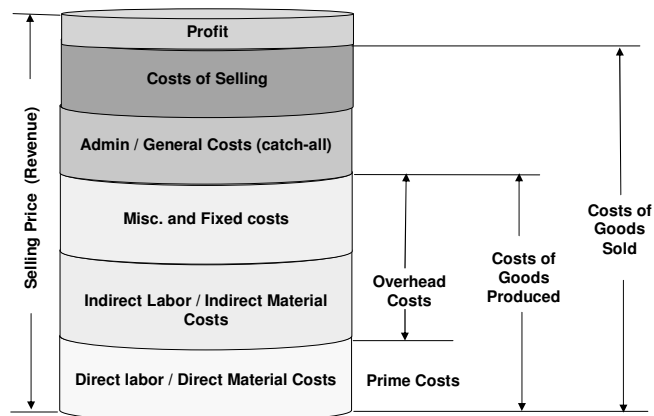 Profit
Costs of Selling
Admin / General Costs (catch-all)
Misc. and Fixed costs
Indirect Labor / Indirect Material
Costs
Direct labor / Direct Material Costs
Selling Price (Revenue)
Overhead
Costs
Prime Costs
Costs of
Goods
Produced
Costs of
Goods
Sold